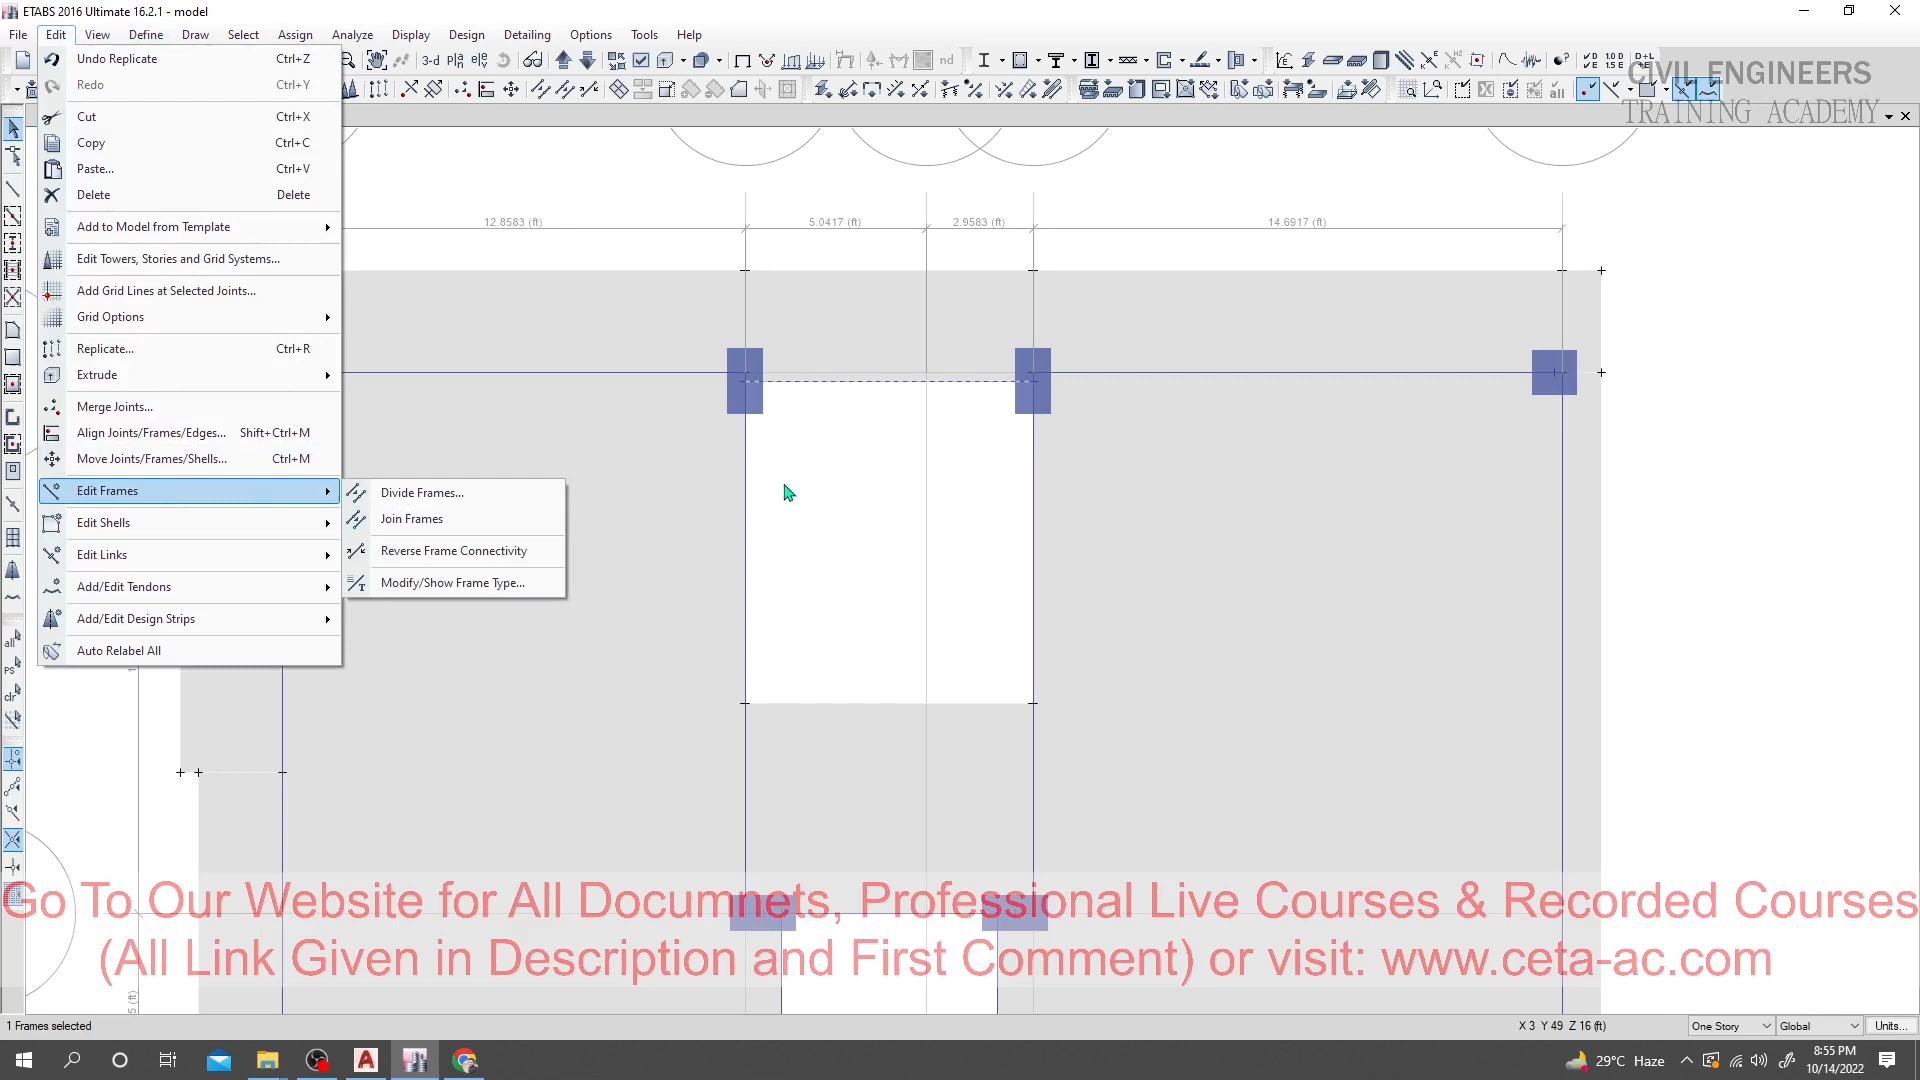 ETABS 2016 Ultimate 16.2.1 - model
File Edit View Define Draw Select Assign Analyze Display Design Detailing Options Tools Help
Undo Replicate Ctrl+Z
Redo Ctrl+Y
Cut Ctrl+X
Copy Ctrl+C
Paste... Ctrl+V
Delete Delete
Add to Model from Template
Edit Towers, Stories and Grid Systems...
Add Grid Lines at Selected Joints...
Grid Options
Replicate... Ctrl+R
Extrude
Merge Joints...
Align Joints/Frames/Edges... Shift+Ctrl+M
Move Joints/Frames/Shells... Ctrl+M
Edit Frames
Edit Shells
Edit Links
Add/Edit Tendons
Add/Edit Design Strips
Auto Relabel All
Divide Frames...
Join Frames
Reverse Frame Connectivity
Modify/Show Frame Type...
3-d
nd
all
CIVIL ENGINEERS
TRAINING ACADEMY
12.8583 (ft) 5.0417 (ft) 2.9583 (ft) 14.6917 (ft)
all
PS
clr
5 (ft)
Go To Our Website for All Documnets, Professional Live Courses & Recorded Courses
(All Link Given in Description and First Comment) or visit: www.ceta-ac.com
1 Frames selected
X 3 Y 49 Z 16 (ft)
One Story
Global
Units...
29°C Haze
8:55 PM
10/14/2022